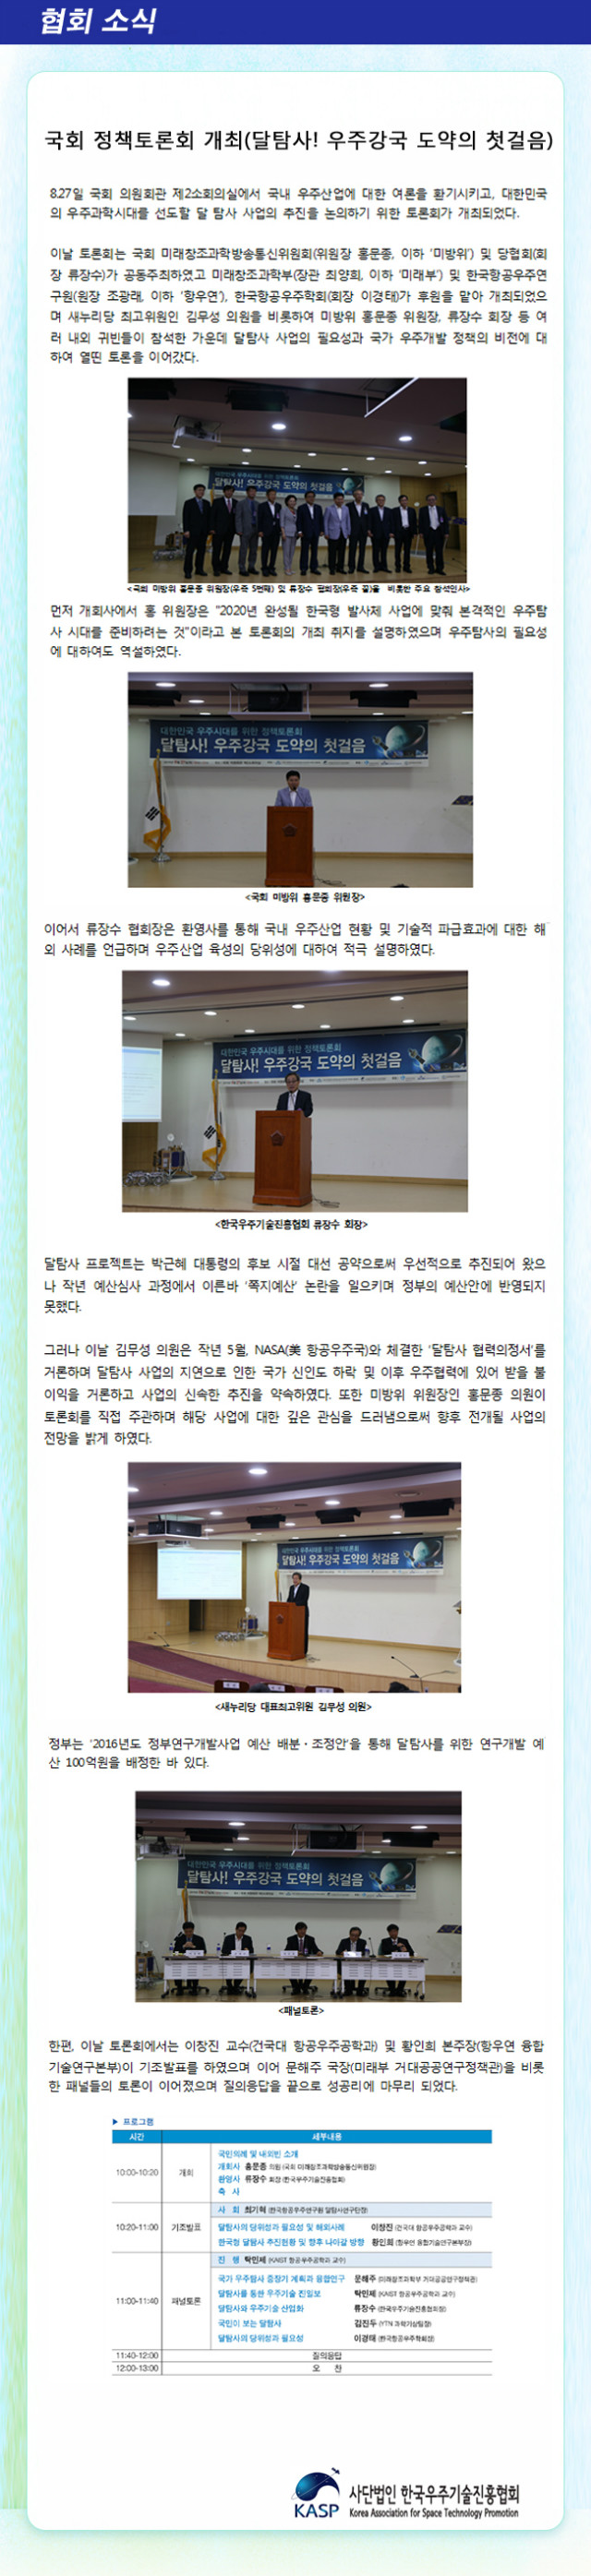 협회 소식
국회 정책토론회 개최(달탐사! 우주강국 도약의 첫걸음)
8.27일 국회 의원회관 제2소회의실에서 국내 우주산업에 대한 여론을 환기시키고, 대한민국
의 우주과학시대를 선도할 달 탐사 사업의 추진을 논의하기 위한 토론회가 개최되었다.
이날 토론회는 국회 미래창조과학방송통신위원회(위원장 홍문종, 이하 '미방위') 및 당협회(회
장 류장수)가 공동주최하였고 미래창조과학부(장관 최양희, 이하 '미래부') 및 한국항공우주연
구원(원장 조광래, 이하 '항우연'), 한국항공우주학회(회장 이경태)가 후원을 맡아 개최되었으
며 새누리당 최고위원인 김무성 의원을 비롯하여 미방위 홍문종 위원장, 류장수 회장 등 여
러 내외 귀빈들이 참석한 가운데 달탐사 사업의 필요성과 국가 우주개발 정책의 비전에 대
하여 열띤 토론을 이어갔다.
대한민국 우주시대를 위한 정책토론회
달탐사! 우주강국 도약의 첫걸음
<국회 미방위 홍문종 위원장(우측 5번째) 및 류장수 협회장(우측 끝)을 비롯한 주요 참석인사>
먼저 개회사에서 홍 위원장은 "2020년 완성될 한국형 발사체 사업에 맞춰 본격적인 우주탐
사 시대를 준비하려는 것"이라고 본 토론회의 개최 취지를 설명하였으며 우주탐사의 필요성
에 대하여도 역설하였다.
대한민국 우주시대를 위한 정책토론회
달탐사! 우주강국 도약의 첫걸음
<국회 미방위 홍문종 위원장>
이어서 류장수 협회장은 환영사를 통해 국내 우주산업 현황 및 기술적 파급효과에 대한 해
외 사례를 언급하며 우주산업 육성의 당위성에 대하여 적극 설명하였다.
대한민국 우주시대를 위한 정책토론회
달탐사! 우주강국 도약의 첫걸음
<한국우주기술진흥협회 류장수 회장>
달탐사 프로젝트는 박근혜 대통령의 후보 시절 대선 공약으로써 우선적으로 추진되어 왔으
나 작년 예산심사 과정에서 이른바 '쪽지예산' 논란을 일으키며 정부의 예산안에 반영되지
못했다.
그러나 이날 김무성 의원은 작년 5월, NASA(美 항공우주국)와 체결한 '달탐사 협력의정서'를
거론하며 달탐사 사업의 지연으로 인한 국가 신인도 하락 및 이후 우주협력에 있어 받을 불
이익을 거론하고 사업의 신속한 추진을 약속하였다. 또한 미방위 위원장인 홍문종 의원이
토론회를 직접 주관하며 해당 사업에 대한 깊은 관심을 드러냄으로써 향후 전개될 사업의
전망을 밝게 하였다.
대한민국 우주시대를 위한 정책토론회
달탐사! 우주강국 도약의 첫걸음
<새누리당 대표최고위원 김무성 의원>
정부는 '2016년도 정부연구개발사업 예산 배분·조정안'을 통해 달탐사를 위한 연구개발 예
산 100억원을 배정한 바 있다.
대한민국 우주시대를 위한 정책토론회
달탐사! 우주강국 도약의 첫걸음
<패널토론>
한편, 이날 토론회에서는 이창진 교수(건국대 항공우주공학과) 및 황인희 본주장(항우연 융합
기술연구본부)이 기조발표를 하였으며 이어 문해주 국장(미래부 거대공공연구정책관)을 비롯
한 패널들의 토론이 이어졌으며 질의응답을 끝으로 성공리에 마무리 되었다.
▶ 프로그램
시간 세부내용
10:00-10:20 개회
국민의례 및 내외빈 소개
개회사 홍문종 의원 (국회 미래창조과학방송통신위원장)
환영사 류장수 회장 (한국우주기술진흥협회)
축 사
10:20-11:00 기조발표
사 회 최기혁 (한국항공우주연구원 달탐사연구단장)
달탐사의 당위성과 필요성 및 해외사례 이창진 (건국대 항공우주공학과 교수)
한국형 달탐사 추진현황 및 향후 나아갈 방향 황인희 (항우연 융합기술연구본부장)
11:00-11:40 패널토론
진 행 탁민제 (KAIST 항공우주공학과 교수)
국가 우주탐사 중장기 계획과 융합연구 문해주 (미래창조과학부 거대공공연구정책관)
달탐사를 통한 우주기술 진일보 탁민제 (KAIST 항공우주공학과 교수)
달탐사와 우주기술 산업화 류장수 (한국우주기술진흥협회장)
국민이 보는 달탐사 김진두 (YTN 과학기상팀장)
달탐사의 당위성과 필요성 이경태 (한국항공우주학회장)
11:40-12:00 질의응답
12:00-13:00 오 찬
KASP 사단법인 한국우주기술진흥협회
Korea Association for Space Technology Promotion